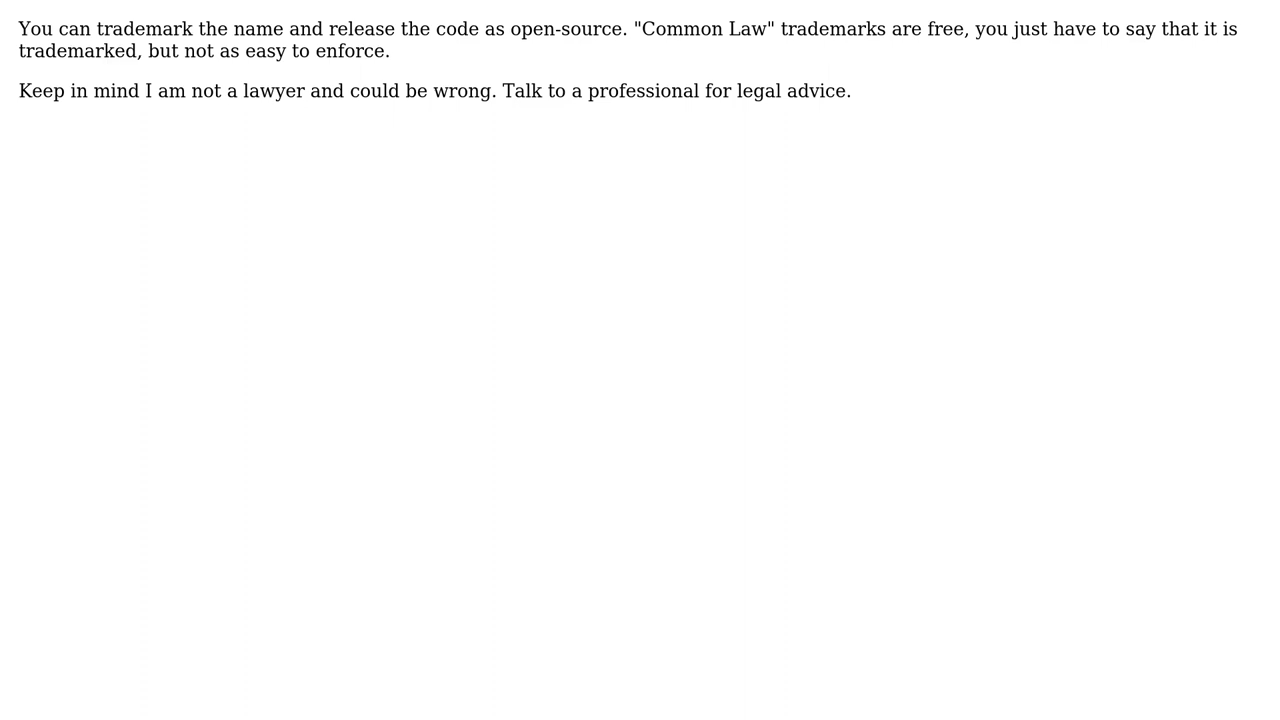 You can trademark the name and release the code as open-source. "Common Law" trademarks are free, you just have to say that it is
trademarked, but not as easy to enforce.
Keep in mind I am not a lawyer and could be wrong. Talk to a professional for legal advice.